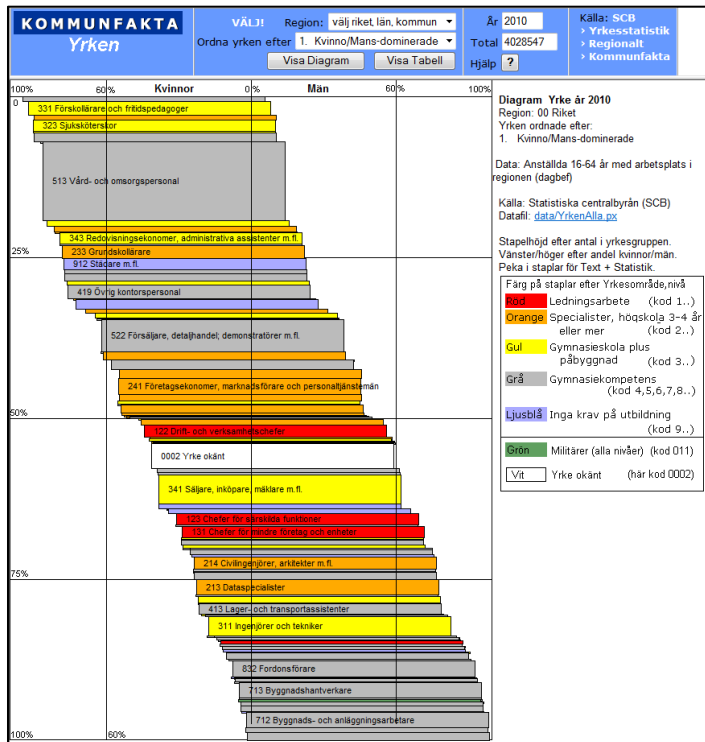 KOMMUNFAKTA
Yrken
VÄLJ! Region: välj riket, län, kommun
Ordna yrken efter 1. Kvinno/Mans-dominerade
Visa Diagram Visa Tabell
År 2010
Total 4028547
Hjälp ?
Källa: SCB
› Yrkesstatistik
› Regionalt
› Kommunfakta
100% 60% Kvinnor 0% Män 60% 100%
0
331 Förskollärare och fritidspedagoger
323 Sjuksköterskor
513 Vård- och omsorgspersonal
343 Redovisningsekonomer, administrativa assistenter m.fl.
233 Grundskollärare
25%
912 Städare m.fl.
419 Övrig kontorspersonal
522 Försäljare, detaljhandel; demonstratörer m.fl.
241 Företagsekonomer, marknadsförare och personaltjänstemän
50%
122 Drift- och verksamhetschefer
0002 Yrke okänt
341 Säljare, inköpare, mäklare m.fl.
123 Chefer för särskilda funktioner
131 Chefer för mindre företag och enheter
214 Civilingenjörer, arkitekter m.fl.
75%
213 Dataspecialister
413 Lager- och transportassistenter
311 Ingenjörer och tekniker
832 Fordonsförare
713 Byggnadshantverkare
712 Byggnads- och anläggningsarbetare
100% 60% 0% 60% 100%
Diagram Yrke år 2010
Region: 00 Riket
Yrken ordnade efter:
1. Kvinno/Mans-dominerade
Data: Anställda 16-64 år med arbetsplats i
regionen (dagbef)
Källa: Statistiska centralbyrån (SCB)
Datafil: data/YrkenAlla.px
Stapelhöjd efter antal i yrkesgruppen.
Vänster/höger efter andel kvinnor/män.
Peka i staplar för Text + Statistik.
Färg på staplar efter Yrkesområde,nivå
Röd Ledningsarbete (kod 1..)
Orange Specialister, högskola 3-4 år
eller mer (kod 2..)
Gul Gymnasieskola plus
påbyggnad (kod 3..)
Grå Gymnasiekompetens
(kod 4,5,6,7,8..)
Ljusblå Inga krav på utbildning
(kod 9..)
Grön Militärer (alla nivåer) (kod 011)
Vit Yrke okänt (här kod 0002)